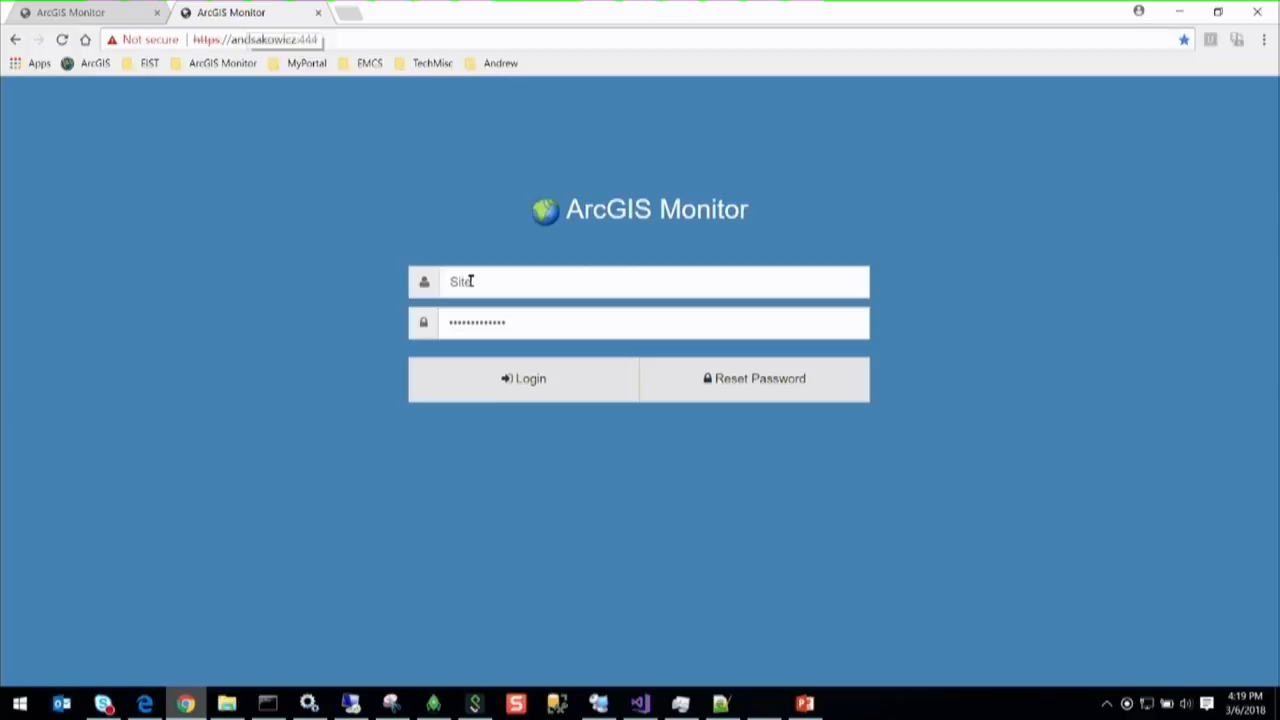 ArcGIS Monitor
ArcGIS Monitor
Not secure https://andsakowicz:444
Apps ArcGIS EIST ArcGIS Monitor MyPortal EMCS TechMisc Andrew
ArcGIS Monitor
Site
Login Reset Password
4:19 PM
3/6/2018